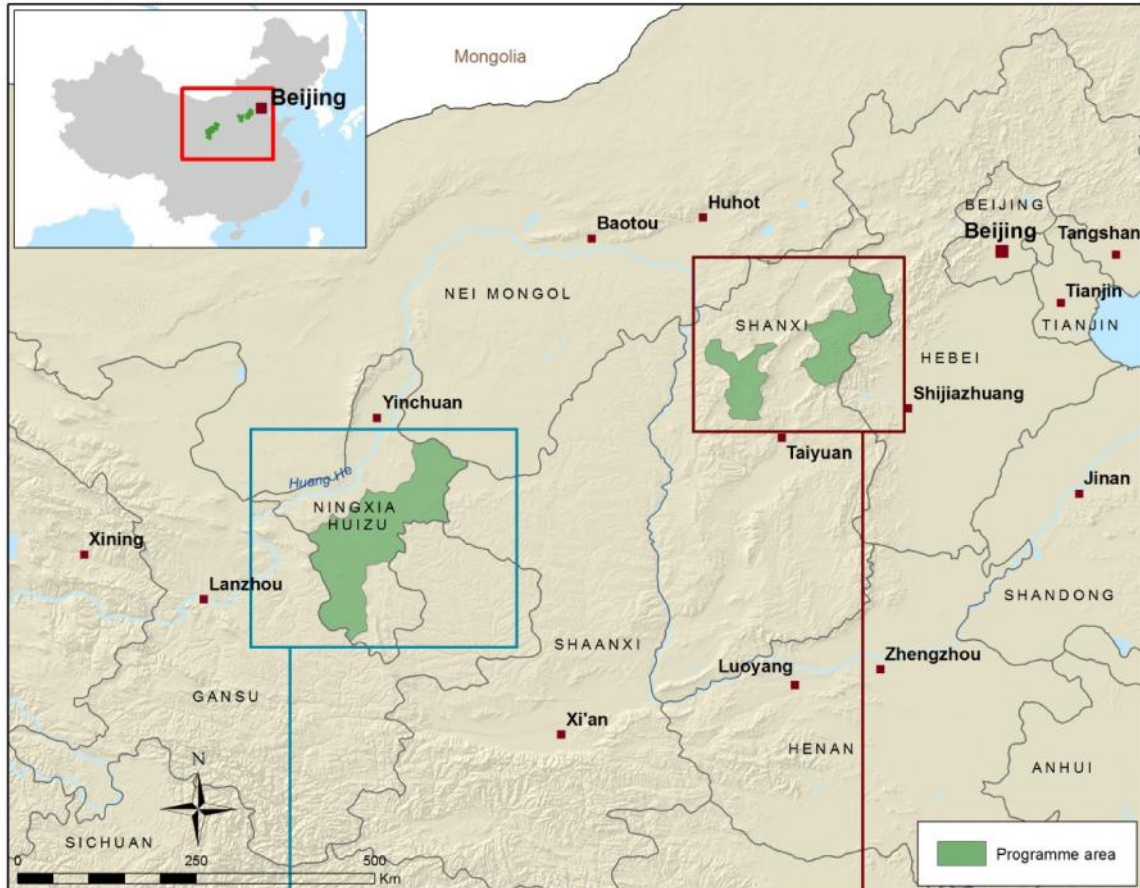 Beijing
Mongolia
Huhot
Baotou
BEIJING
Beijing
Tangshan
NEI MONGOL
Tianjin
TIANJIN
SHANXI
HEBEI
Yinchuan
Shijiazhuang
Taiyuan
Huang He
Jinan
NINGXIA
HUIZU
Xining
Lanzhou
SHANDONG
SHAANXI
Luoyang
Zhengzhou
GANSU
Xi'an
HENAN
ANHUI
N
SICHUAN
0 250 500
Km
Programme area